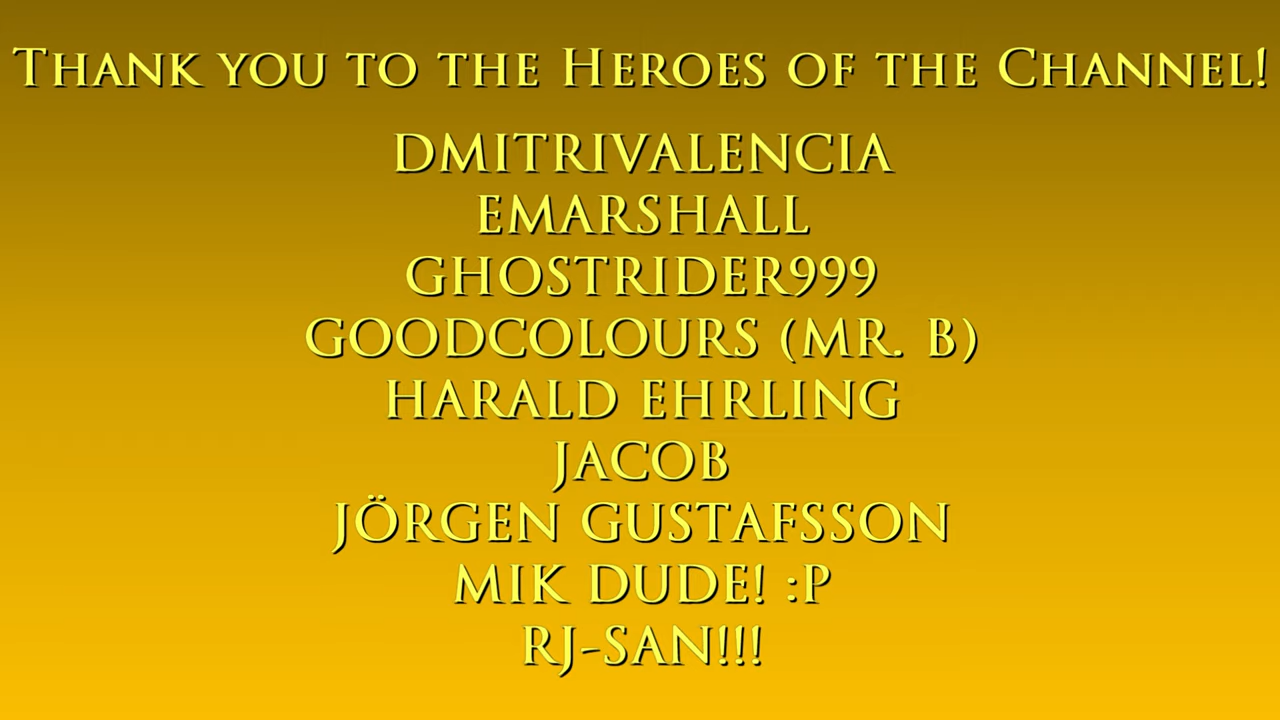 Thank you to the Heroes of the Channel!
DMITRIVALENCIA
EMARSHALL
GHOSTRIDER999
GOODCOLOURS (MR. B)
HARALD EHRLING
JACOB
JÖRGEN GUSTAFSSON
MIK DUDE! :P
RJ-SAN!!!